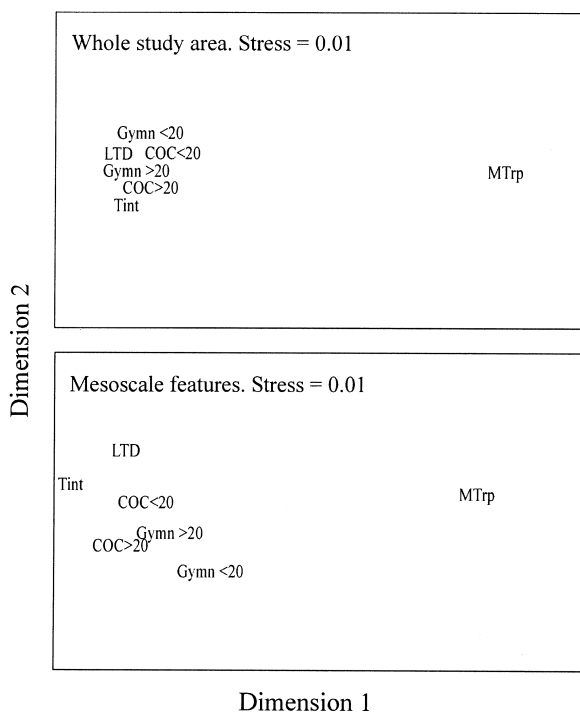 Whole study area. Stress = 0.01
Gymn <20
LTD COC<20
Gymn >20
MTrp
COC>20
Tint
Dimension 2
Mesoscale features. Stress = 0.01
LTD
Tint
MTrp
COC<20
Gymn >20
COC>20
Gymn <20
Dimension 1